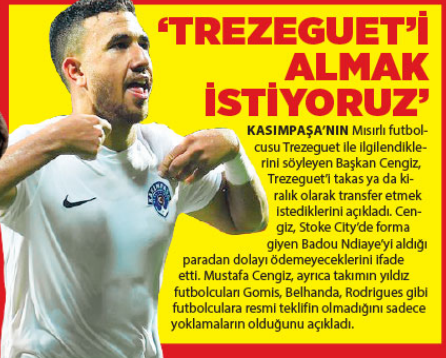 ‘TREZEGUET’İ
ALMAK
İSTİYORUZ’
KASIMPAŞA’NIN Mısırlı futbol-
cusu Trezeguet ile ilgilendikle-
rini söyleyen Başkan Cengiz,
Trezeguet’i takas ya da ki-
ralık olarak transfer etmek
istediklerini açıkladı. Cen-
giz, Stoke City’de forma
giyen Badou Ndiaye’yi aldığı
paradan dolayı ödemeyeceklerini ifade
etti. Mustafa Cengiz, ayrıca takımın yıldız
futbolcuları Gomis, Belhanda, Rodrigues gibi
futbolculara resmi teklifin olmadığını sadece
yoklamaların olduğunu açıkladı.
KASIMPAŞA